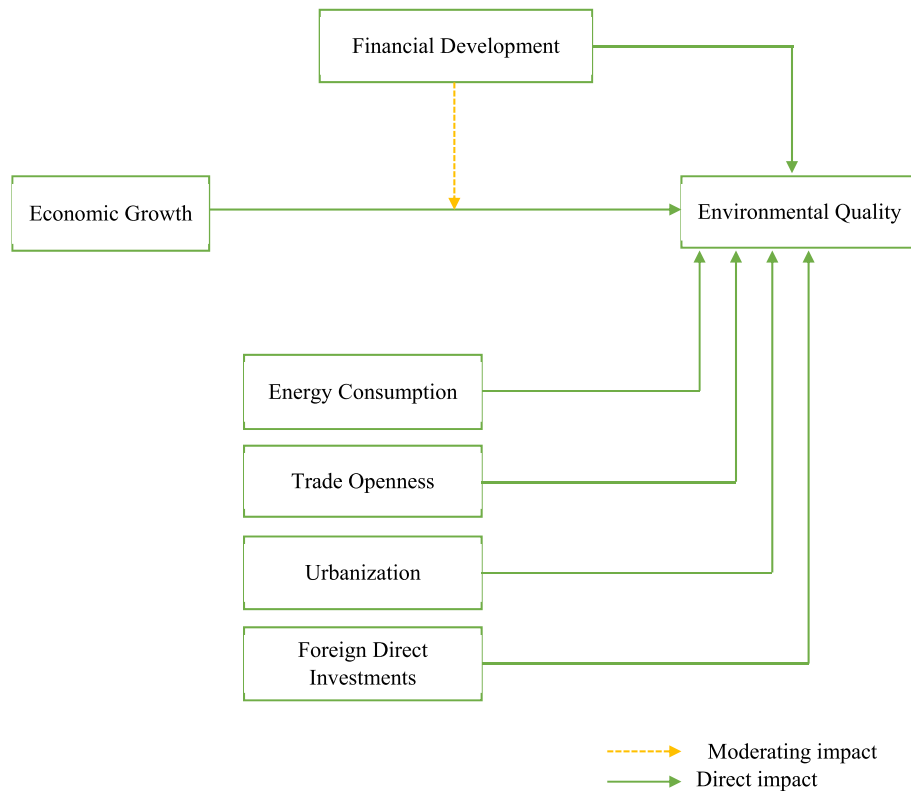 Financial Development
Economic Growth
Environmental Quality
Energy Consumption
Trade Openness
Urbanization
Foreign Direct
Investments
Moderating impact
Direct impact